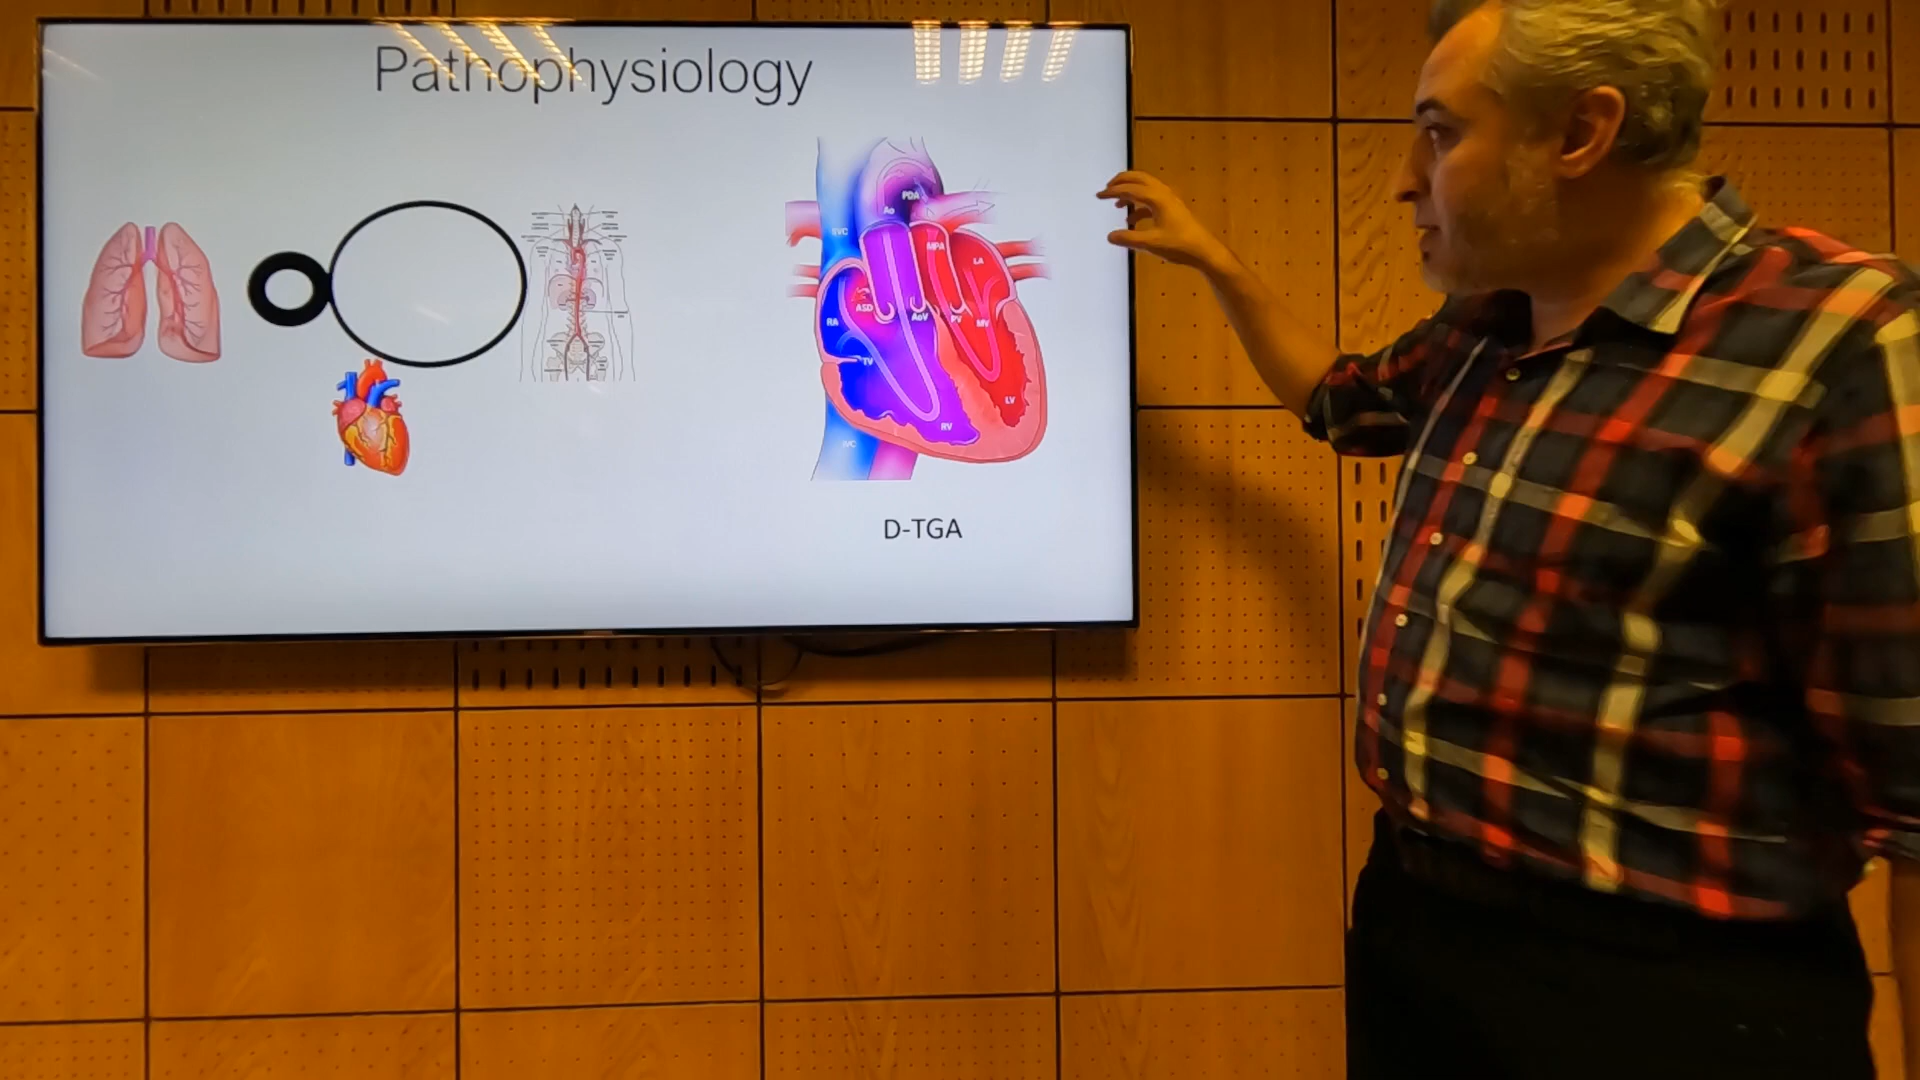 Pathophysiology
PDA
Ao
SVC
MPA
LA
ASD
AoV
PV
MV
RA
TV
LV
RV
IVC
D-TGA